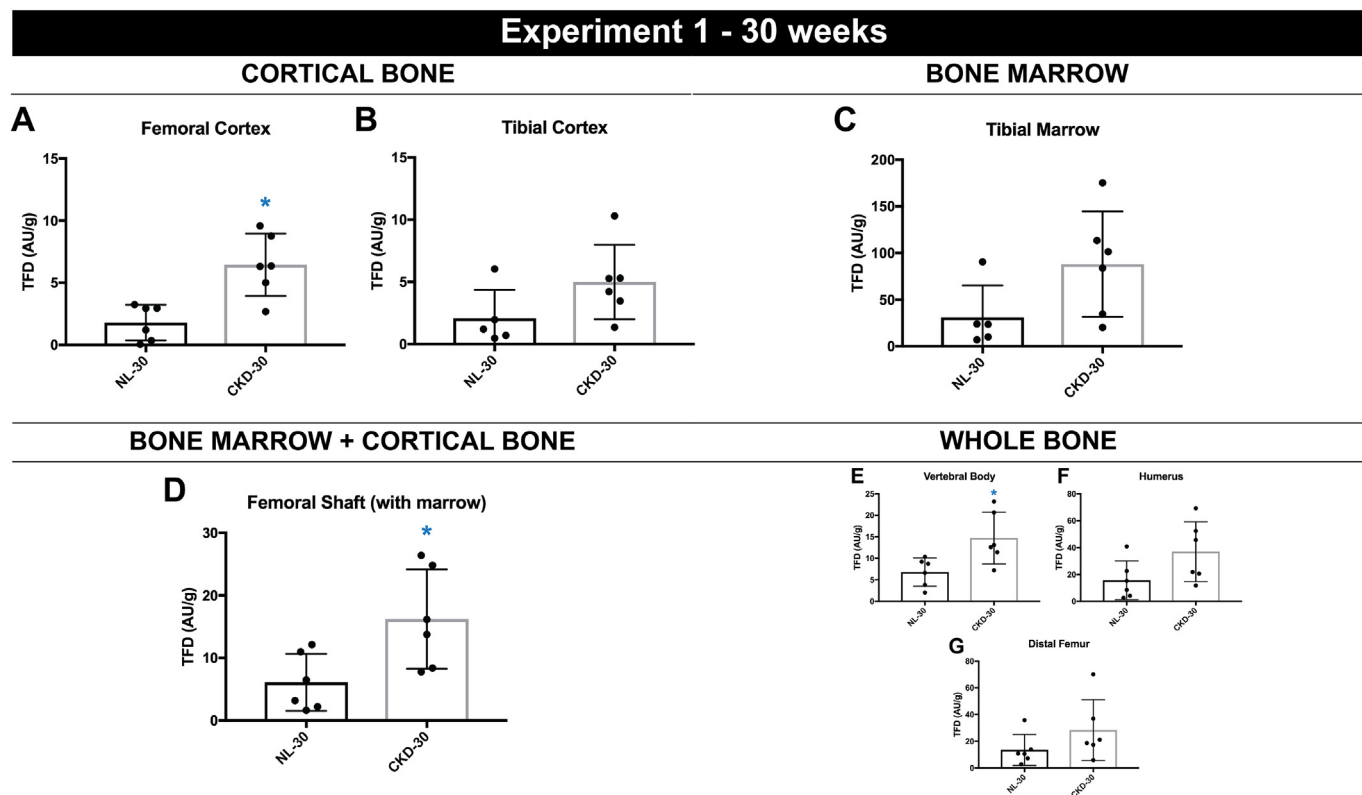 Experiment 1 - 30 weeks
CORTICAL BONE
BONE MARROW
A
Femoral Cortex
TFD (AU/g)
15
10
5
0
*
NL-30
CKD-30
B
Tibial Cortex
TFD (AU/g)
15
10
5
0
NL-30
CKD-30
C
Tibial Marrow
TFD (AU/g)
200
150
100
50
0
NL-30
CKD-30
BONE MARROW + CORTICAL BONE
WHOLE BONE
D
Femoral Shaft (with marrow)
TFD (AU/g)
30
20
10
0
*
NL-30
CKD-30
E
Vertebral Body
TFD (AU/g)
25
20
15
10
5
0
*
NL-30
CKD-30
F
Humerus
TFD (AU/g)
80
60
40
20
0
NL-30
CKD-30
G
Distal Femur
TFD (AU/g)
80
60
40
20
0
NL-30
CKD-30